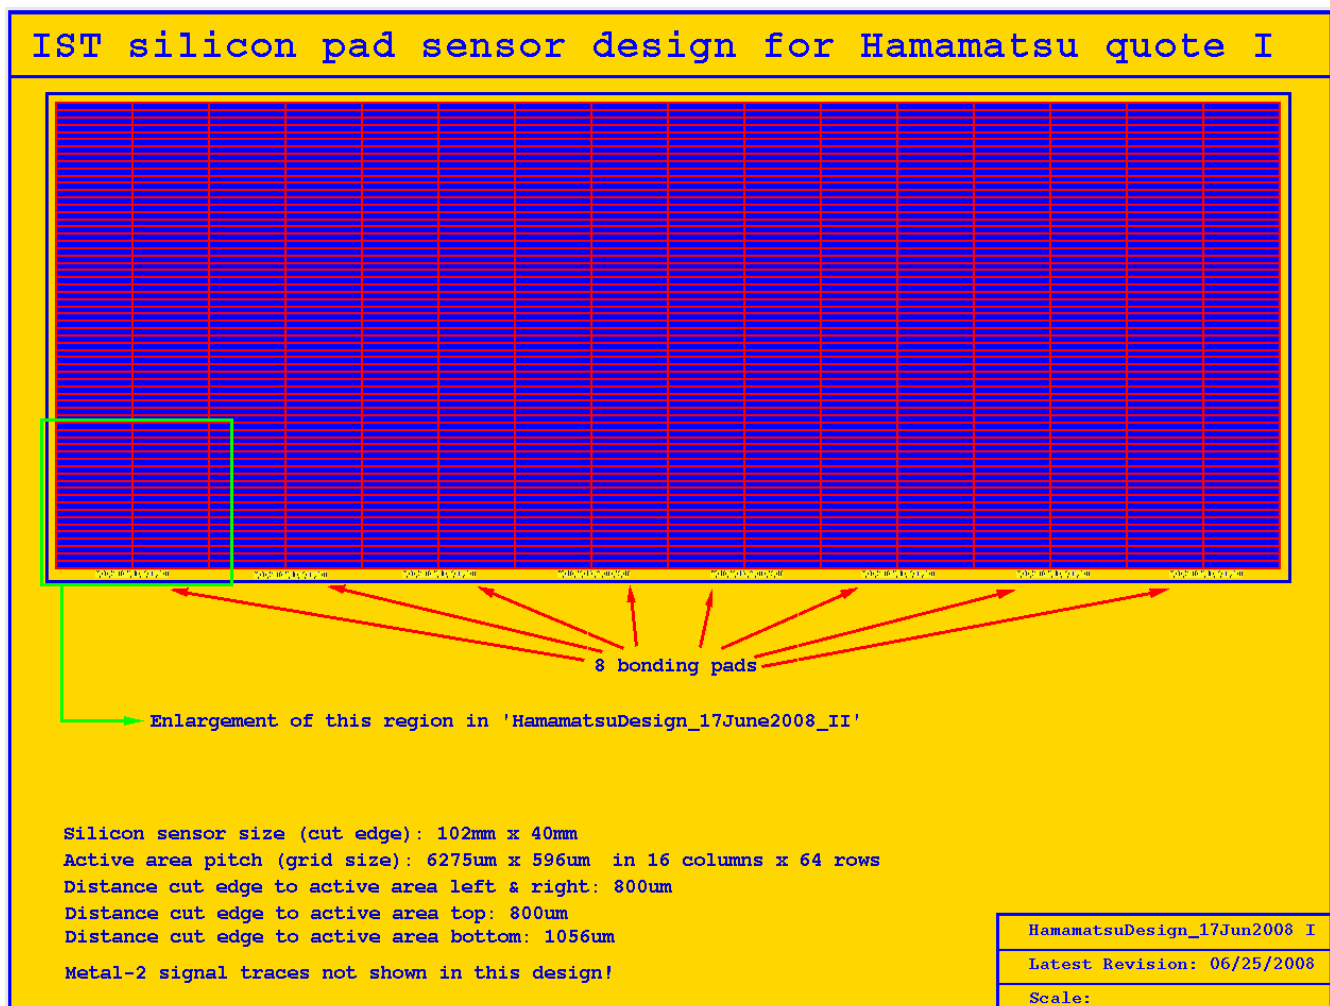 IST silicon pad sensor design for Hamamatsu quote I
8 bonding pads
Enlargement of this region in 'HamamatsuDesign_17June2008_II'
Silicon sensor size (cut edge): 102mm x 40mm
Active area pitch (grid size): 6275um x 596um in 16 columns x 64 rows
Distance cut edge to active area left & right: 800um
Distance cut edge to active area top: 800um
Distance cut edge to active area bottom: 1056um
Metal-2 signal traces not shown in this design!
HamamatsuDesign_17Jun2008 I
Latest Revision: 06/25/2008
Scale: